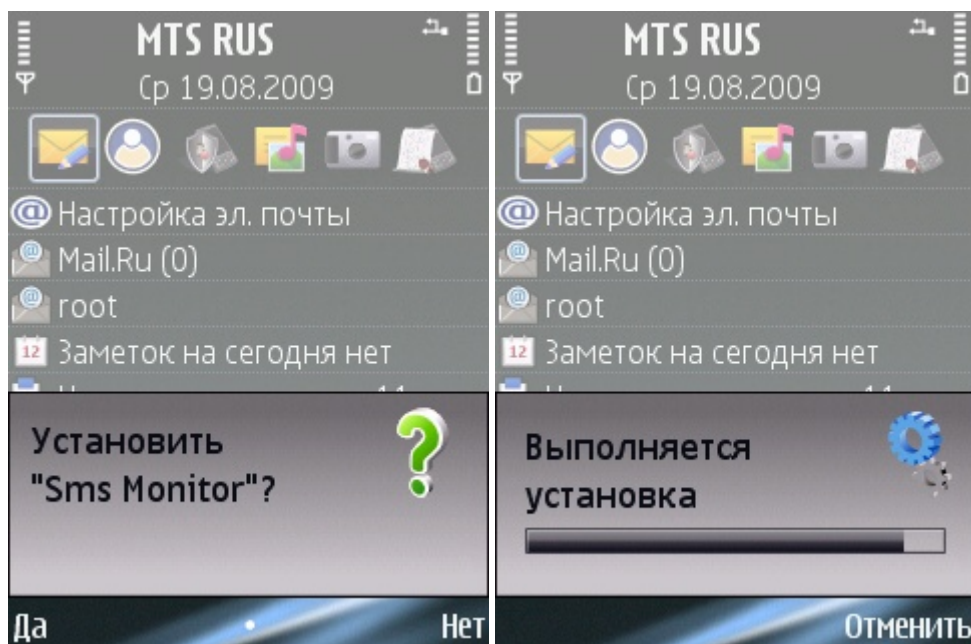 MTS RUS
Ср 19.08.2009
Настройка эл. почты
Mail.Ru (0)
root
12 Заметок на сегодня нет
Установить
"Sms Monitor"?
Да Нет
MTS RUS
Ср 19.08.2009
Настройка эл. почты
Mail.Ru (0)
root
12 Заметок на сегодня нет
Выполняется
установка
Отменить